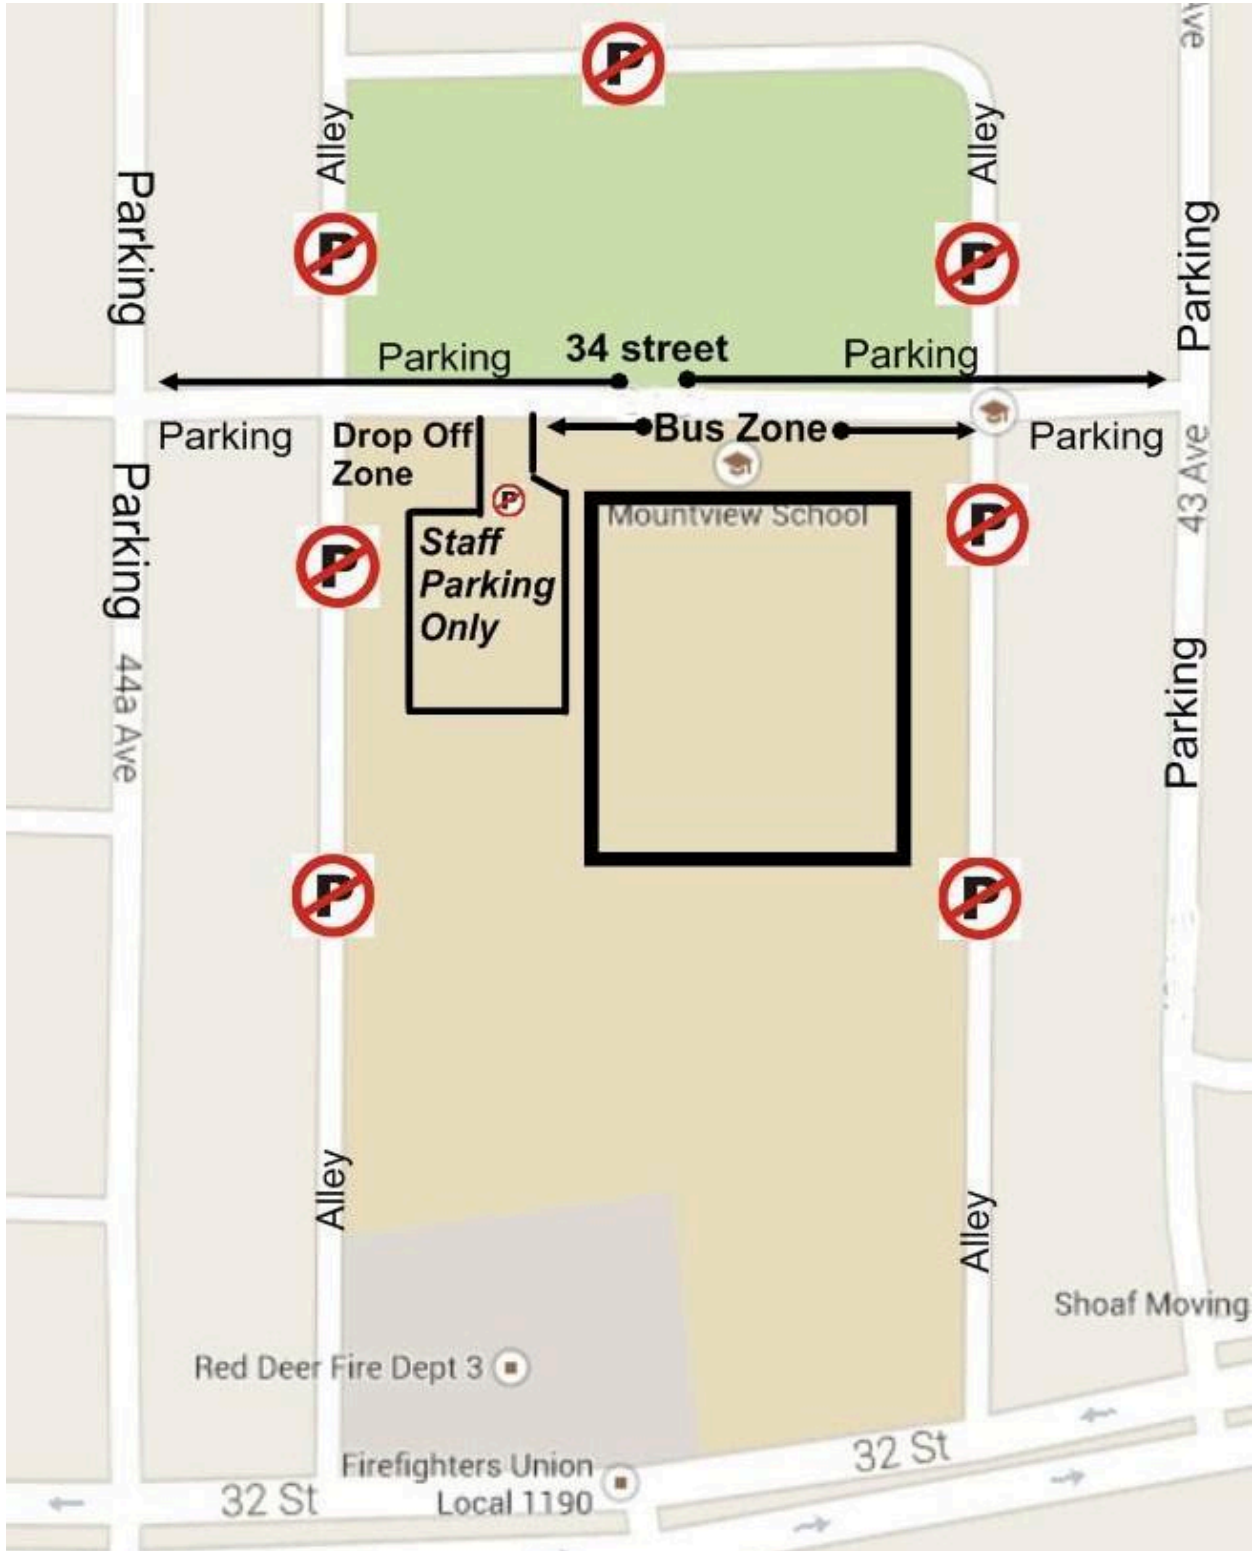 Ave
Alley
Alley
Parking
Parking
34 street
Parking
Parking
Parking
Drop Off
Zone
Bus Zone
Parking
Parking
43 Ave
Mountview School
Staff
Parking
Only
44a Ave
Parking
Alley
Alley
Shoaf Moving
Red Deer Fire Dept 3
Firefighters Union
Local 1190
32 St
32 St
P
P
P
P
P
P
P
P